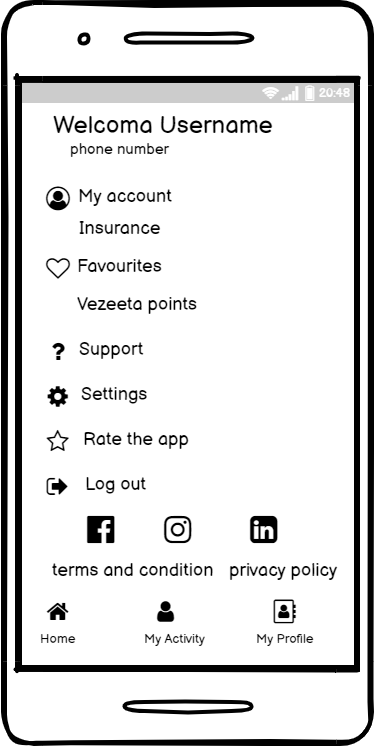 20:48
Welcoma Username
phone number
My account
Insurance
Favourites
Vezeeta points
? Support
Settings
Rate the app
Log out
terms and condition privacy policy
Home My Activity My Profile